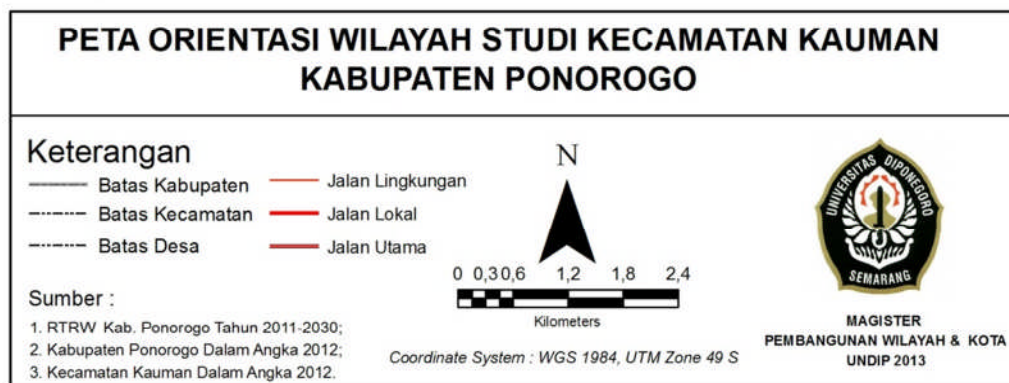 PETA ORIENTASI WILAYAH STUDI KECAMATAN KAUMAN
KABUPATEN PONOROGO
Keterangan
Batas Kabupaten
Batas Kecamatan
Batas Desa
Jalan Lingkungan
Jalan Lokal
Jalan Utama
Sumber :
1. RTRW Kab. Ponorogo Tahun 2011-2030;
2. Kabupaten Ponorogo Dalam Angka 2012;
3. Kecamatan Kauman Dalam Angka 2012.
N
0 0,3 0,6 1,2 1,8 2,4
Kilometers
Coordinate System : WGS 1984, UTM Zone 49 S
UNIVERSITAS DIPONEGORO
SEMARANG
MAGISTER
PEMBANGUNAN WILAYAH & KOTA
UNDIP 2013